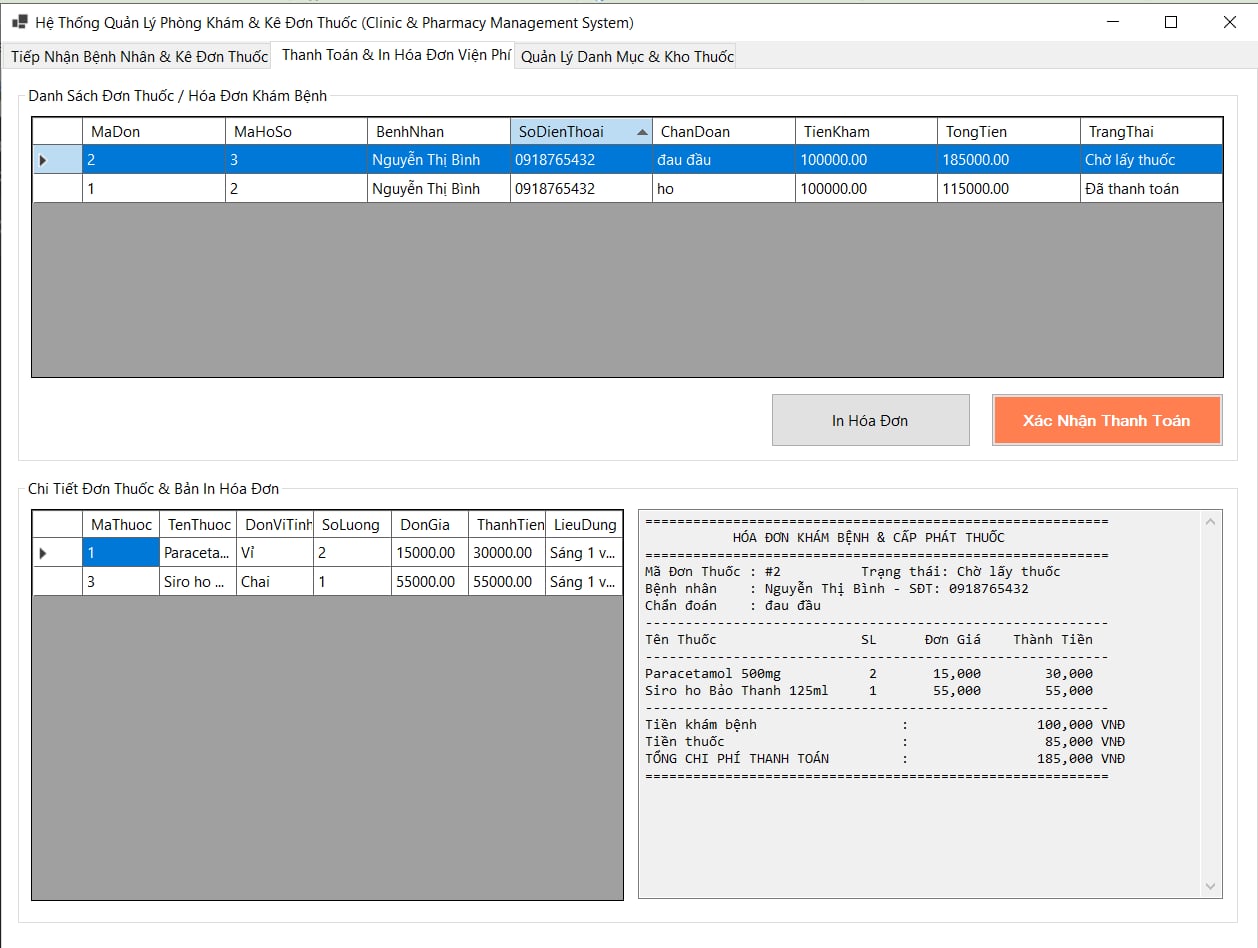 Hệ Thống Quản Lý Phòng Khám & Kê Đơn Thuốc (Clinic & Pharmacy Management System)
Tiếp Nhận Bệnh Nhân & Kê Đơn Thuốc Thanh Toán & In Hóa Đơn Viện Phí Quản Lý Danh Mục & Kho Thuốc
Danh Sách Đơn Thuốc / Hóa Đơn Khám Bệnh
MaDon MaHoSo BenhNhan SoDienThoai ChanDoan TienKham TongTien TrangThai
2 3 Nguyễn Thị Bình 0918765432 đau đầu 100000.00 185000.00 Chờ lấy thuốc
1 2 Nguyễn Thị Bình 0918765432 ho 100000.00 115000.00 Đã thanh toán
In Hóa Đơn Xác Nhận Thanh Toán
Chi Tiết Đơn Thuốc & Bản In Hóa Đơn
MaThuoc TenThuoc DonViTinh SoLuong DonGia ThanhTien LieuDung
1 Paraceta... Vỉ 2 15000.00 30000.00 Sáng 1 v...
3 Siro ho ... Chai 1 55000.00 55000.00 Sáng 1 v...
==========================================================
HÓA ĐƠN KHÁM BỆNH & CẤP PHÁT THUỐC
==========================================================
Mã Đơn Thuốc : #2 Trạng thái: Chờ lấy thuốc
Bệnh nhân : Nguyễn Thị Bình - SĐT: 0918765432
Chẩn đoán : đau đầu
----------------------------------------------------------
Tên Thuốc SL Đơn Giá Thành Tiền
----------------------------------------------------------
Paracetamol 500mg 2 15,000 30,000
Siro ho Bảo Thanh 125ml 1 55,000 55,000
----------------------------------------------------------
Tiền khám bệnh : 100,000 VNĐ
Tiền thuốc : 85,000 VNĐ
TỔNG CHI PHÍ THANH TOÁN : 185,000 VNĐ
==========================================================